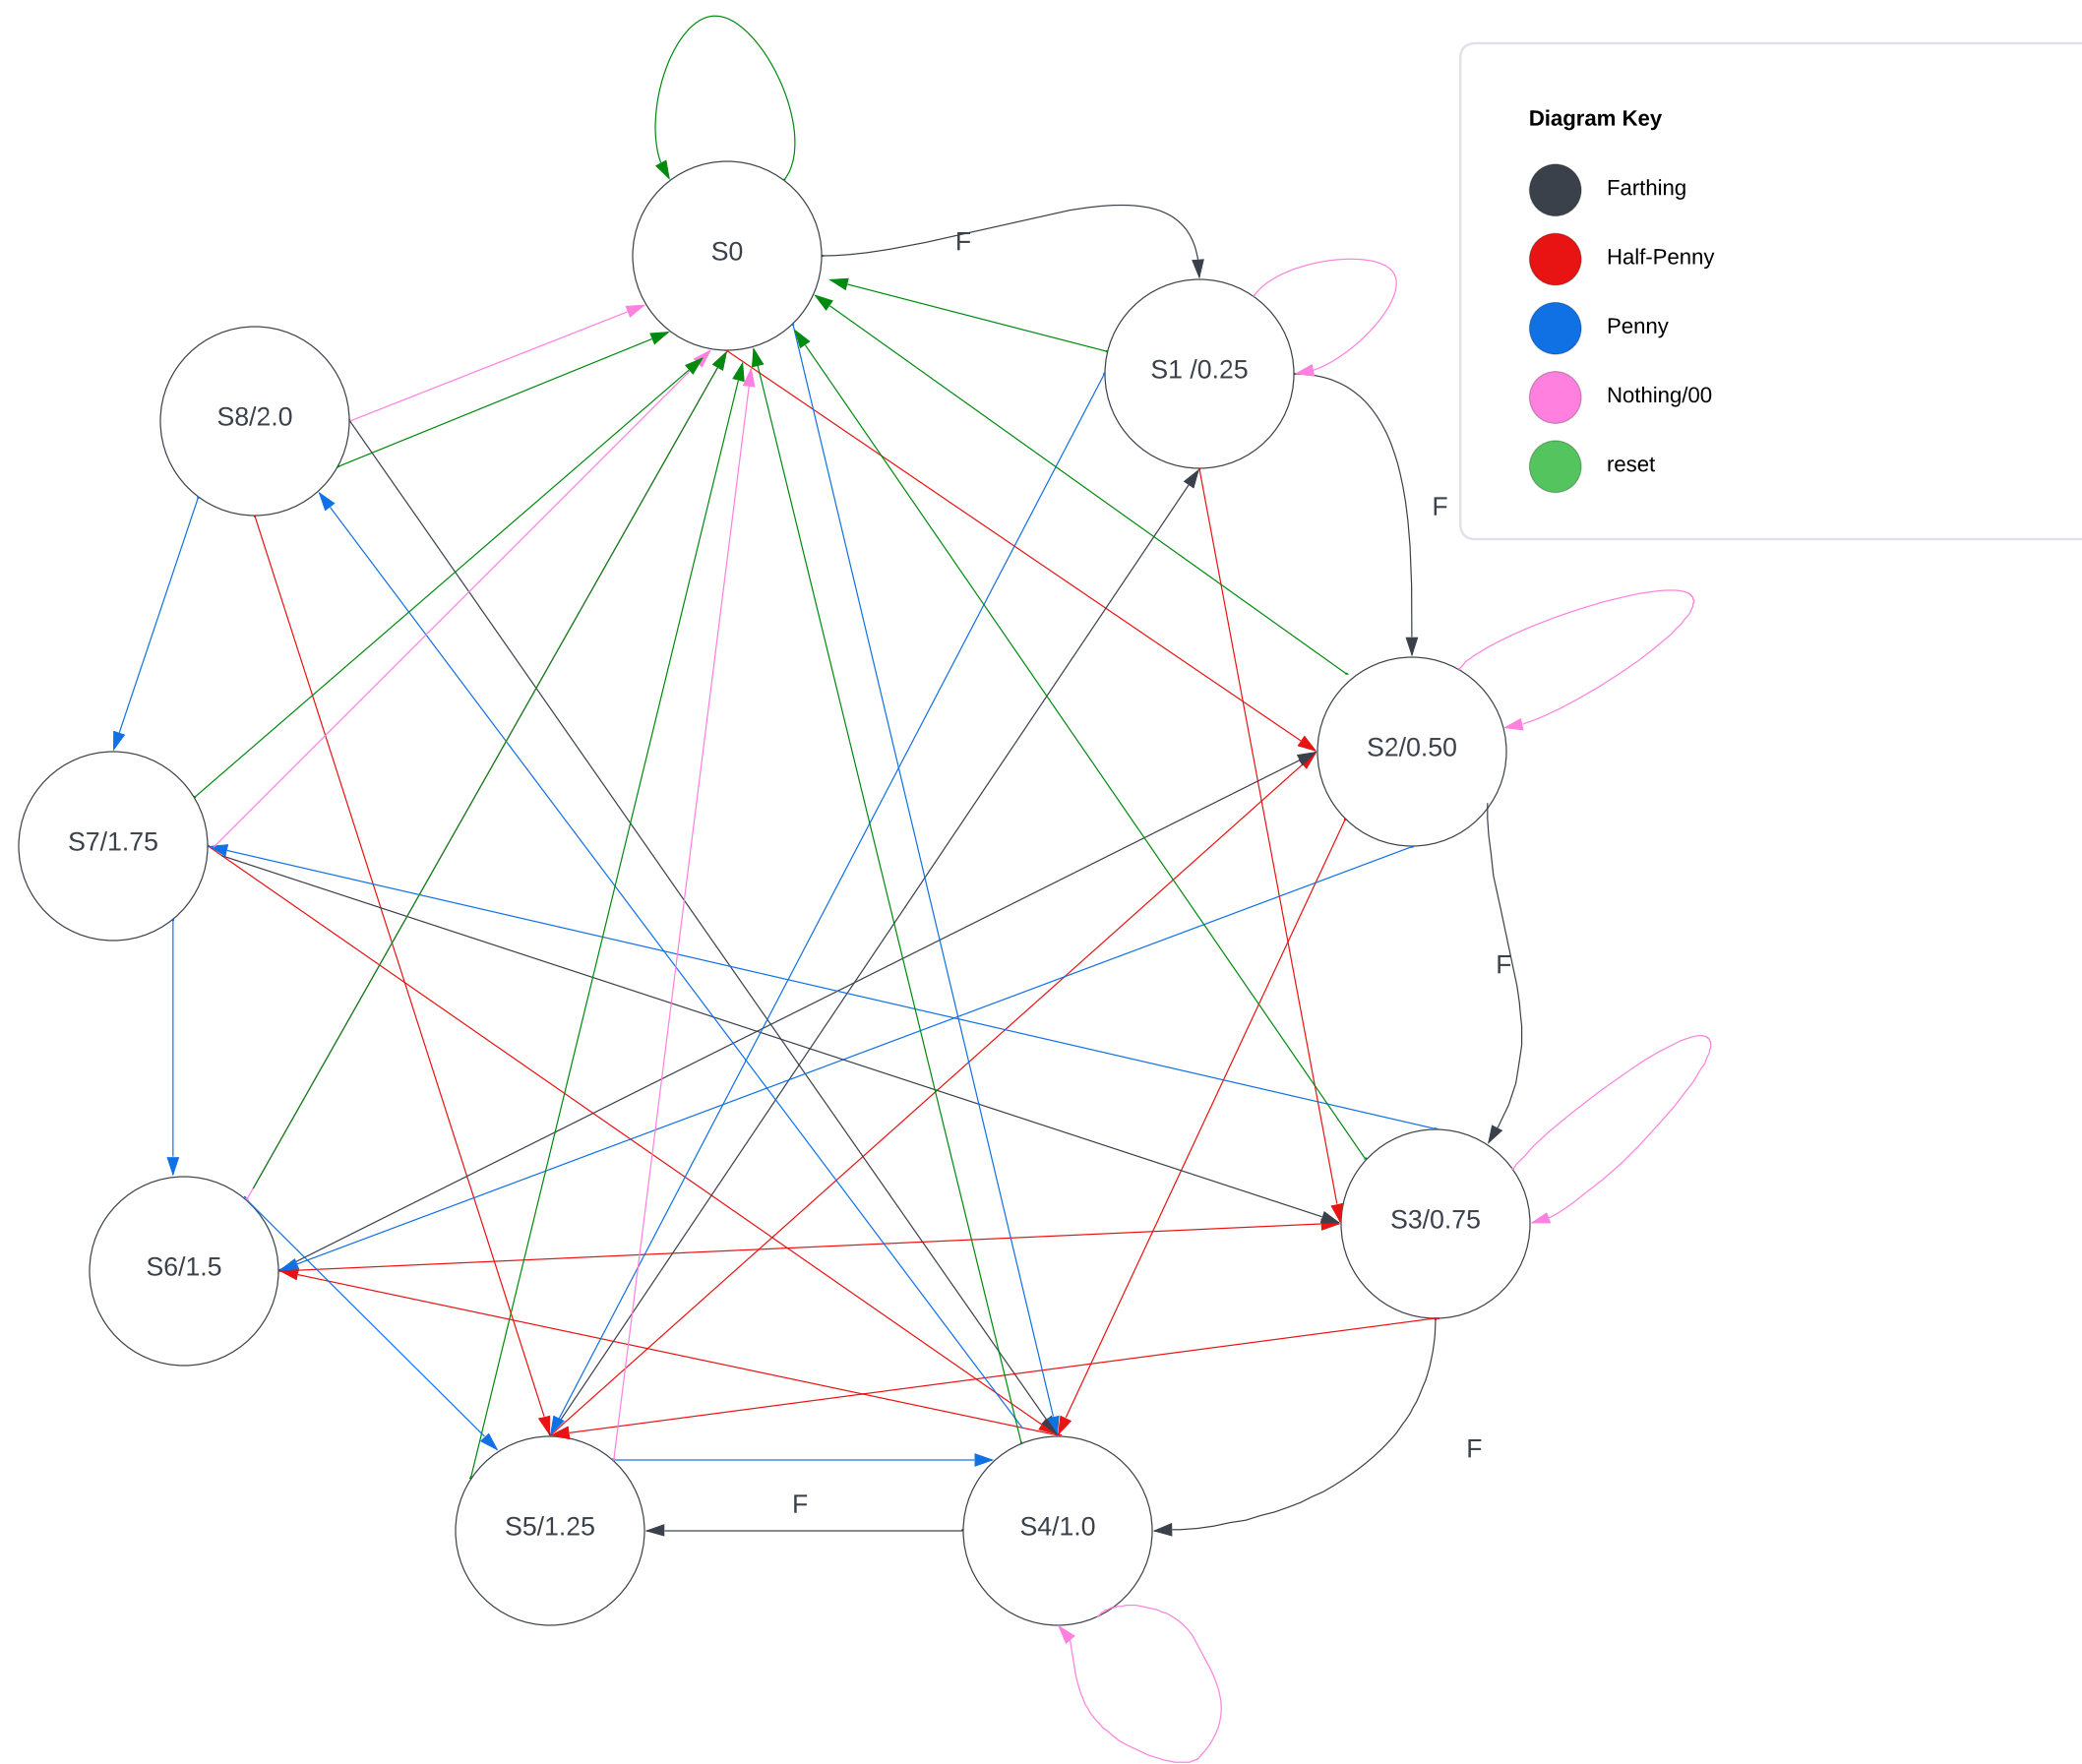 Diagram Key
Farthing
Half-Penny
Penny
Nothing/00
reset
S0
F
S1 /0.25
S8/2.0
F
S2/0.50
S7/1.75
F
S3/0.75
S6/1.5
F
F
S5/1.25
S4/1.0